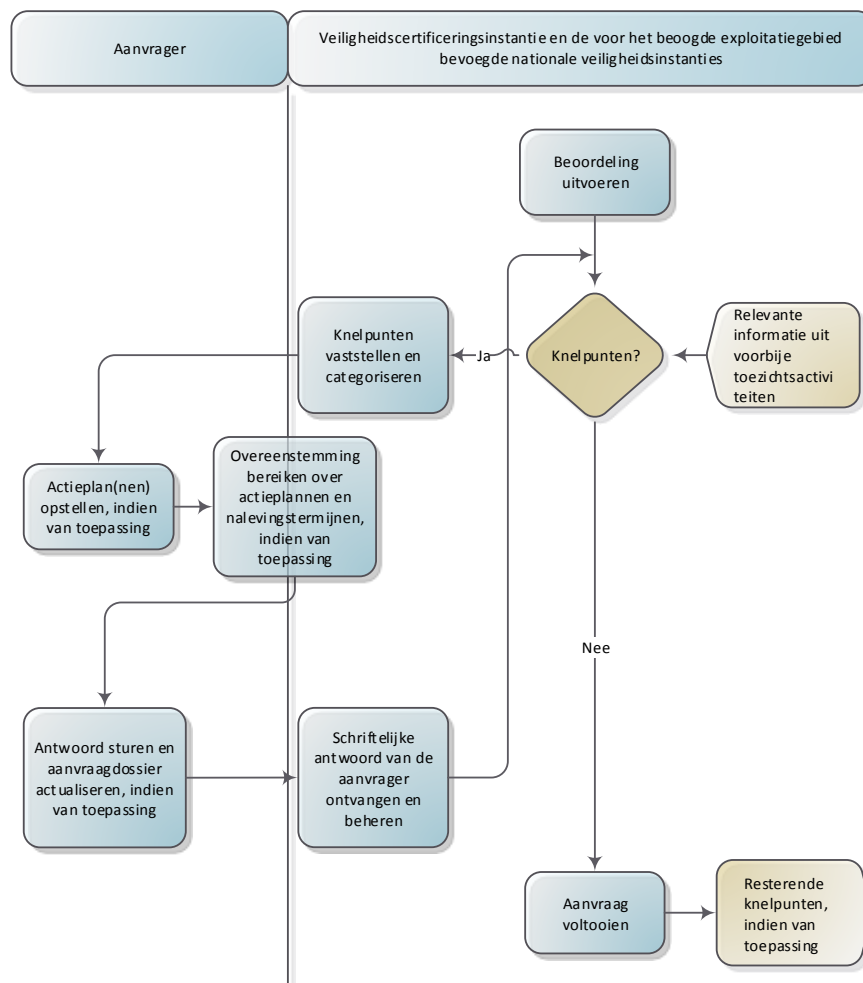 Aanvrager
Veiligheidscertificeringsinstantie en de voor het beoogde exploitatiegebied
bevoegde nationale veiligheidsinstanties
Beoordeling
uitvoeren
Knelpunten
vaststellen en
categoriseren
Ja
Knelpunten?
Relevante
informatie uit
voorbije
toezichtsactivi
teiten
Actieplan(nen)
opstellen, indien
van toepassing
Overeenstemming
bereiken over
actieplannen en
nalevingstermijnen,
indien van
toepassing
Nee
Antwoord sturen en
aanvraagdossier
actualiseren, indien
van toepassing
Schriftelijke
antwoord van de
aanvrager
ontvangen en
beheren
Aanvraag
voltooien
Resterende
knelpunten,
indien van
toepassing